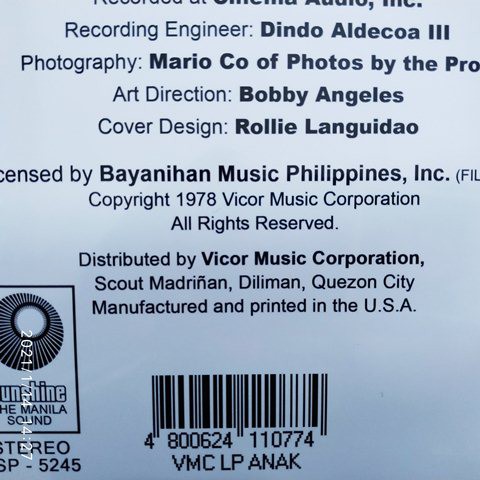 Recorded at Cinema Audio, Inc.
Recording Engineer: Dindo Aldecoa III
Photography: Mario Co of Photos by the Pro
Art Direction: Bobby Angeles
Cover Design: Rollie Languidao
censed by Bayanihan Music Philippines, Inc. (FIL
Copyright 1978 Vicor Music Corporation
All Rights Reserved.
Distributed by Vicor Music Corporation,
Scout Madriñan, Diliman, Quezon City
Manufactured and printed in the U.S.A.
unshine
HE MANILA
SOUND
STEREO
SP - 5245
4 800624 110774
VMC LP ANAK